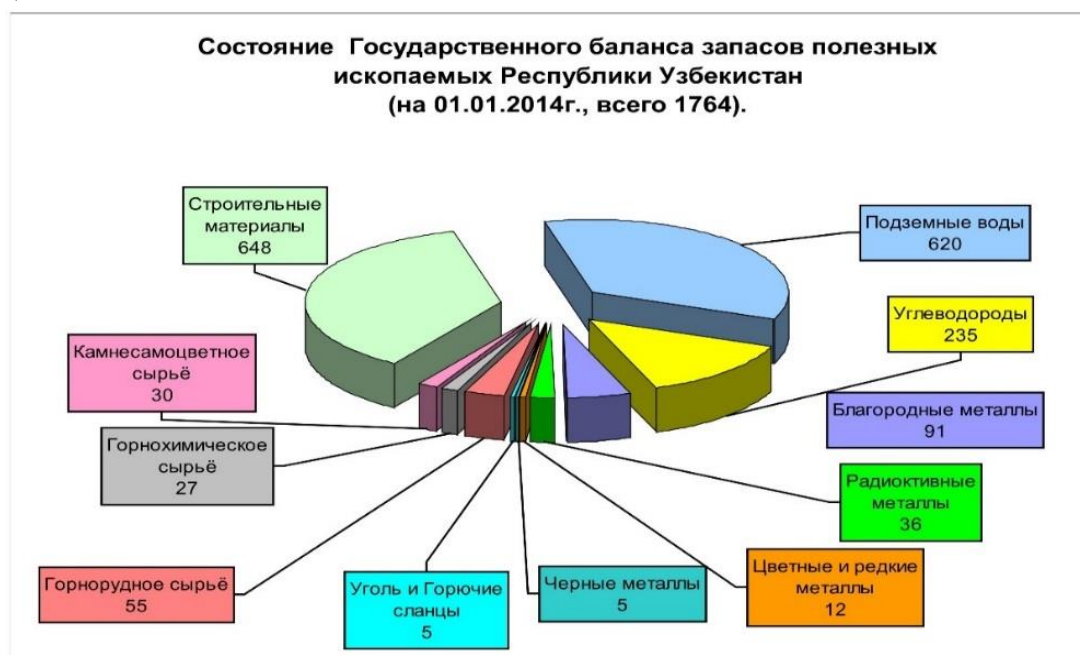 Состояние Государственного баланса запасов полезных
ископаемых Республики Узбекистан
(на 01.01.2014г., всего 1764).
Строительные
материалы
648
Подземные воды
620
Углеводороды
235
Камнесамоцветное
сырьё
30
Благородные металлы
91
Горнохимическое
сырьё
27
Радиоктивные
металлы
36
Горнорудное сырьё
55
Уголь и Горючие
сланцы
5
Черные металлы
5
Цветные и редкие
металлы
12